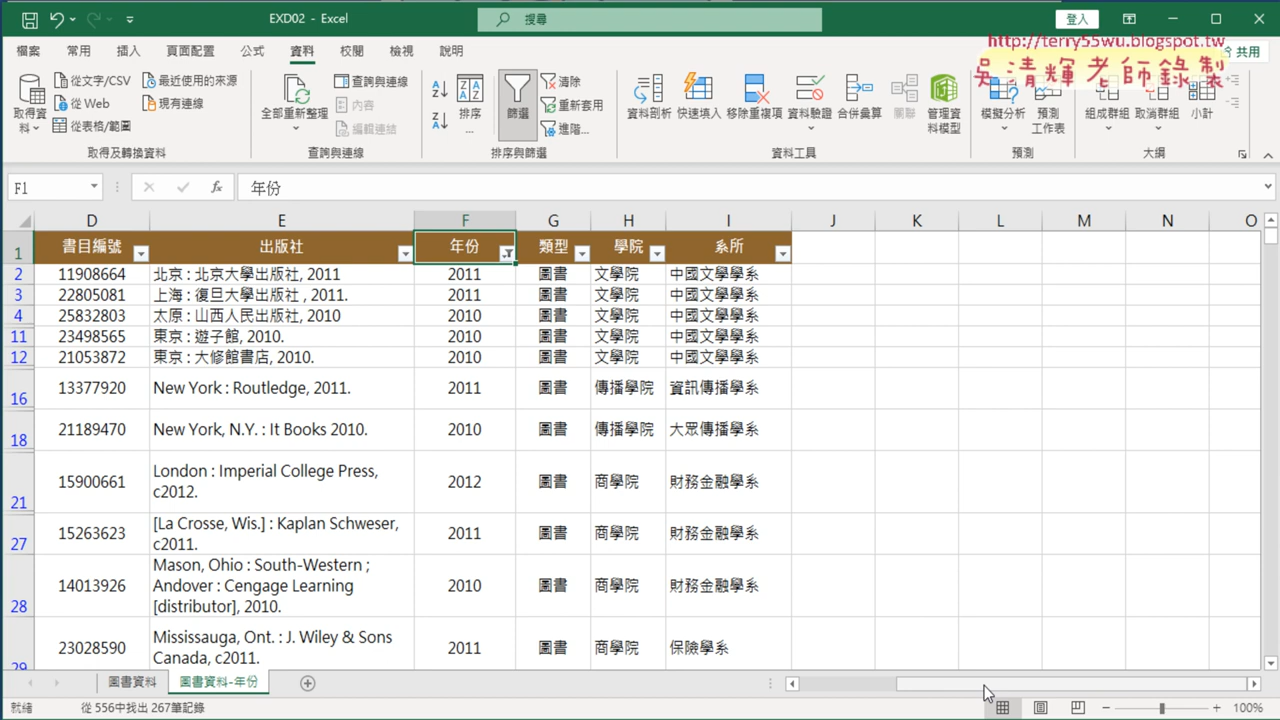 EXD02 - Excel
搜尋
登入
http://terry55wu.blogspot.tw
吳清輝老師錄製
共用
檔案 常用 插入 頁面配置 公式 資料 校閱 檢視 說明
取得資料
從文字/CSV
從 Web
從表格/範圍
最近使用的來源
現有連線
取得及轉換資料
全部重新整理
查詢與連線
內容
編輯連結
查詢與連線
排序...
篩選
清除
重新套用
進階...
排序與篩選
資料剖析 快速填入 移除重複項 資料驗證 合併彙算 關聯 管理資料模型
資料工具
模擬分析 預測工作表
預測
組成群組 取消群組 小計
大綱
F1
fx
年份
D E F G H I J K L M N O
1 書目編號 出版社 年份 類型 學院 系所
2 11908664 北京 : 北京大學出版社, 2011 2011 圖書 文學院 中國文學學系
3 22805081 上海 : 復旦大學出版社 , 2011. 2011 圖書 文學院 中國文學學系
4 25832803 太原 : 山西人民出版社, 2010 2010 圖書 文學院 中國文學學系
11 23498565 東京 : 遊子館, 2010. 2010 圖書 文學院 中國文學學系
12 21053872 東京 : 大修館書店, 2010. 2010 圖書 文學院 中國文學學系
16 13377920 New York : Routledge, 2011. 2011 圖書 傳播學院 資訊傳播學系
18 21189470 New York, N.Y. : It Books 2010. 2010 圖書 傳播學院 大眾傳播學系
21 15900661 London : Imperial College Press, c2012. 2012 圖書 商學院 財務金融學系
27 15263623 [La Crosse, Wis.] : Kaplan Schweser, c2011. 2011 圖書 商學院 財務金融學系
28 14013926 Mason, Ohio : South-Western ; Andover : Cengage Learning [distributor], 2010. 2010 圖書 商學院 財務金融學系
29 23028590 Mississauga, Ont. : J. Wiley & Sons Canada, c2011. 2011 圖書 商學院 保險學系
圖書資料 圖書資料-年份
就緒 從 556中找出 267筆記錄
100%